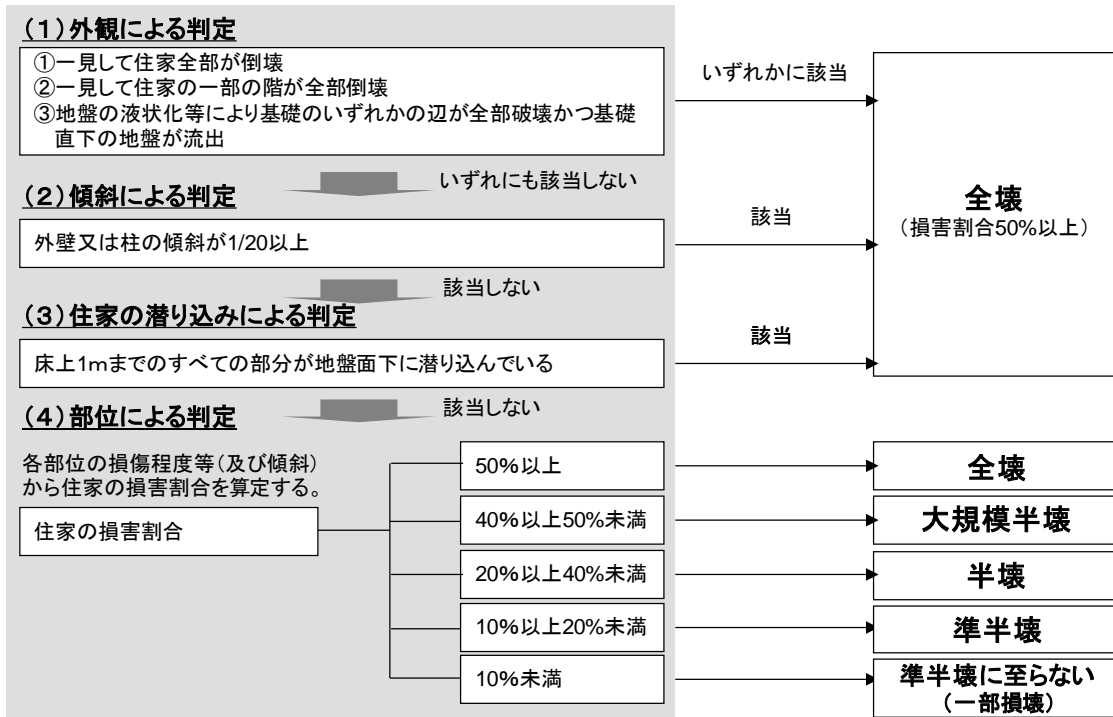 （1）外観による判定
①一見して住家全部が倒壊
②一見して住家の一部の階が全部倒壊
③地盤の液状化等により基礎のいずれかの辺が全部破壊かつ基礎
直下の地盤が流出
いずれかに該当
いずれにも該当しない
（2）傾斜による判定
外壁又は柱の傾斜が1/20以上
該当
全壊
（損害割合50%以上）
該当しない
（3）住家の潜り込みによる判定
床上1mまでのすべての部分が地盤面下に潜り込んでいる
該当
該当しない
（4）部位による判定
各部位の損傷程度等（及び傾斜）
から住家の損害割合を算定する。
住家の損害割合
50%以上
全壊
40%以上50%未満
大規模半壊
20%以上40%未満
半壊
10%以上20%未満
準半壊
10%未満
準半壊に至らない
（一部損壊）